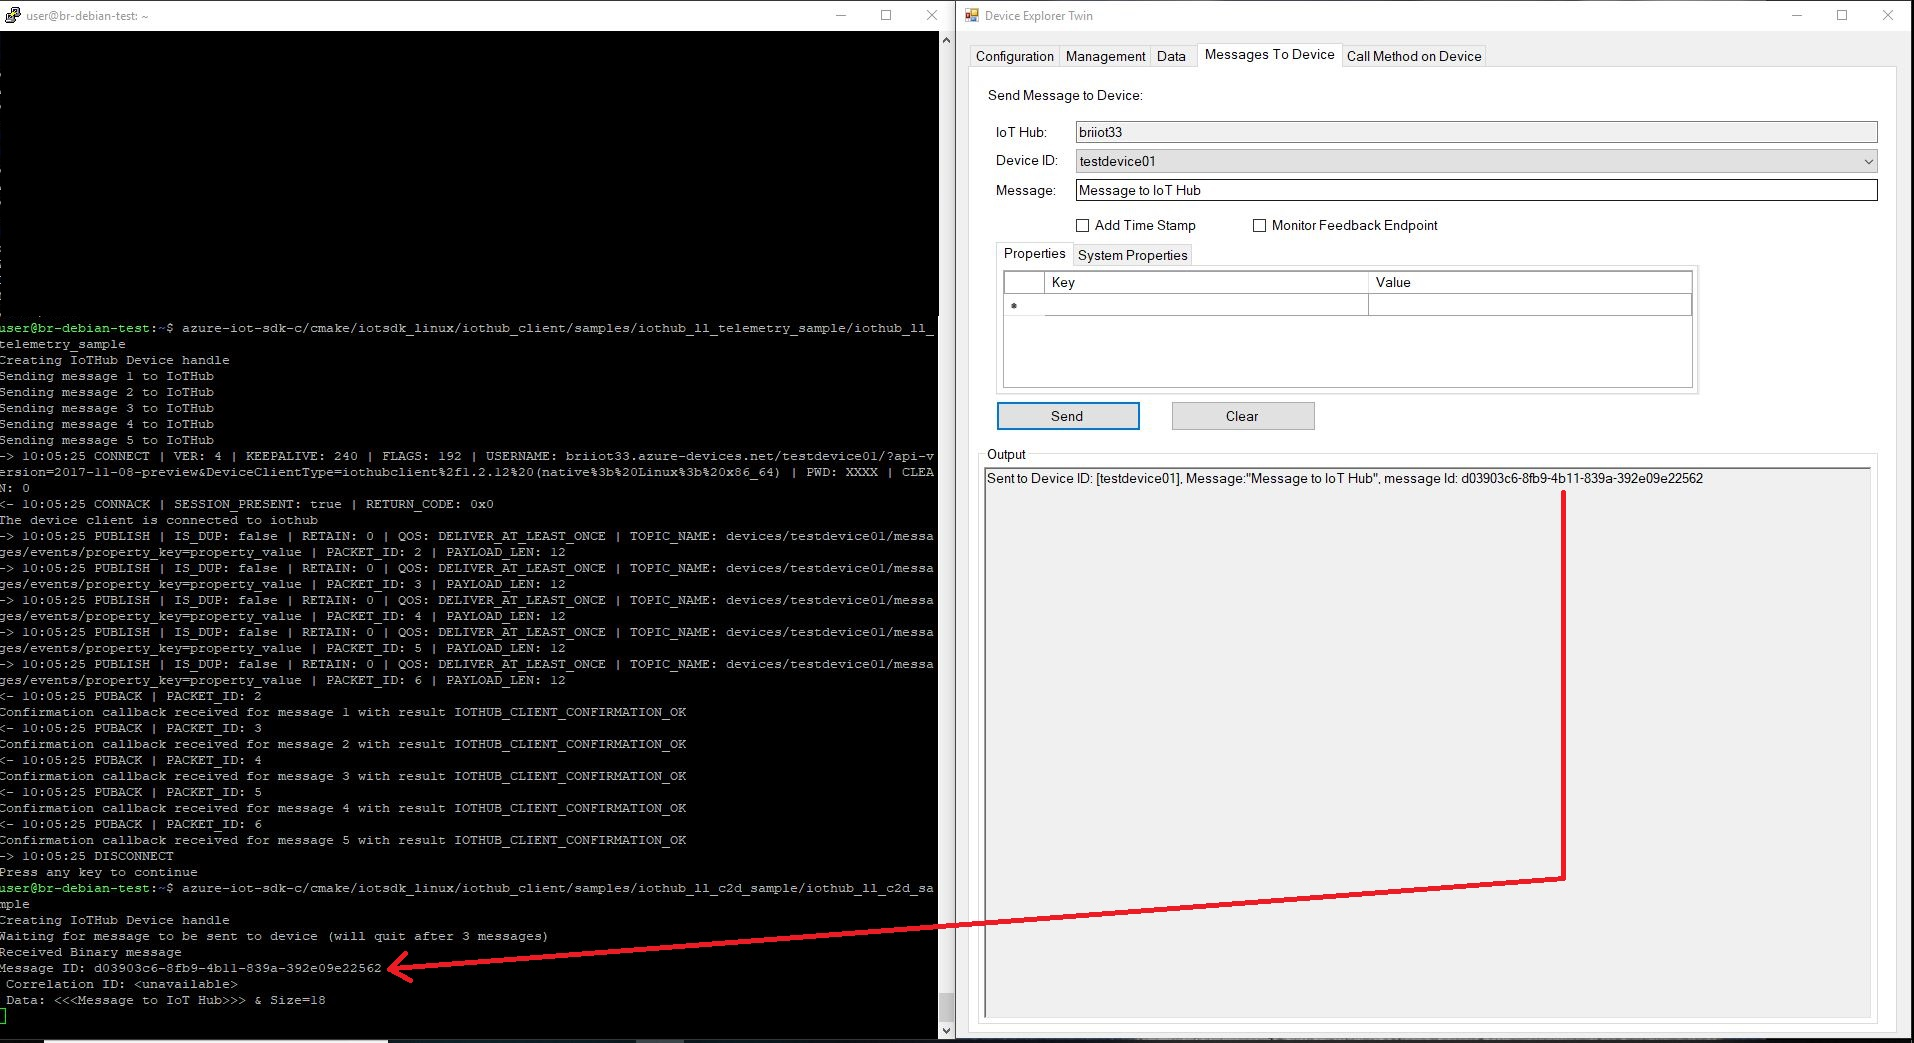 user@br-debian-test: ~
user@br-debian-test:~$ azure-iot-sdk-c/cmake/iotsdk_linux/iothub_client/samples/iothub_ll_telemetry_sample/iothub_ll_
telemetry_sample
Creating IoTHub Device handle
Sending message 1 to IoTHub
Sending message 2 to IoTHub
Sending message 3 to IoTHub
Sending message 4 to IoTHub
Sending message 5 to IoTHub
-> 10:05:25 CONNECT | VER: 4 | KEEPALIVE: 240 | FLAGS: 192 | USERNAME: briiot33.azure-devices.net/testdevice01/?api-v
ersion=2017-11-08-preview&DeviceClientType=iothubclient%2f1.2.12%20(native%3b%20Linux%3b%20x86_64) | PWD: XXXX | CLEA
N: 0
<- 10:05:25 CONNACK | SESSION_PRESENT: true | RETURN_CODE: 0x0
The device client is connected to iothub
-> 10:05:25 PUBLISH | IS_DUP: false | RETAIN: 0 | QOS: DELIVER_AT_LEAST_ONCE | TOPIC_NAME: devices/testdevice01/messa
ges/events/property_key=property_value | PACKET_ID: 2 | PAYLOAD_LEN: 12
-> 10:05:25 PUBLISH | IS_DUP: false | RETAIN: 0 | QOS: DELIVER_AT_LEAST_ONCE | TOPIC_NAME: devices/testdevice01/messa
ges/events/property_key=property_value | PACKET_ID: 3 | PAYLOAD_LEN: 12
-> 10:05:25 PUBLISH | IS_DUP: false | RETAIN: 0 | QOS: DELIVER_AT_LEAST_ONCE | TOPIC_NAME: devices/testdevice01/messa
ges/events/property_key=property_value | PACKET_ID: 4 | PAYLOAD_LEN: 12
-> 10:05:25 PUBLISH | IS_DUP: false | RETAIN: 0 | QOS: DELIVER_AT_LEAST_ONCE | TOPIC_NAME: devices/testdevice01/messa
ges/events/property_key=property_value | PACKET_ID: 5 | PAYLOAD_LEN: 12
-> 10:05:25 PUBLISH | IS_DUP: false | RETAIN: 0 | QOS: DELIVER_AT_LEAST_ONCE | TOPIC_NAME: devices/testdevice01/messa
ges/events/property_key=property_value | PACKET_ID: 6 | PAYLOAD_LEN: 12
<- 10:05:25 PUBACK | PACKET_ID: 2
Confirmation callback received for message 1 with result IOTHUB_CLIENT_CONFIRMATION_OK
<- 10:05:25 PUBACK | PACKET_ID: 3
Confirmation callback received for message 2 with result IOTHUB_CLIENT_CONFIRMATION_OK
<- 10:05:25 PUBACK | PACKET_ID: 4
Confirmation callback received for message 3 with result IOTHUB_CLIENT_CONFIRMATION_OK
<- 10:05:25 PUBACK | PACKET_ID: 5
Confirmation callback received for message 4 with result IOTHUB_CLIENT_CONFIRMATION_OK
<- 10:05:25 PUBACK | PACKET_ID: 6
Confirmation callback received for message 5 with result IOTHUB_CLIENT_CONFIRMATION_OK
-> 10:05:25 DISCONNECT
Press any key to continue
user@br-debian-test:~$ azure-iot-sdk-c/cmake/iotsdk_linux/iothub_client/samples/iothub_ll_c2d_sample/iothub_ll_c2d_sa
mple
Creating IoTHub Device handle
Waiting for message to be sent to device (will quit after 3 messages)
Received Binary message
Message ID: d03903c6-8fb9-4b11-839a-392e09e22562
Correlation ID: <unavailable>
Data: <<<Message to IoT Hub>>> & Size=18
Device Explorer Twin
Configuration Management Data Messages To Device Call Method on Device
Send Message to Device:
IoT Hub: briiot33
Device ID: testdevice01
Message: Message to IoT Hub
Add Time Stamp Monitor Feedback Endpoint
Properties System Properties
Key Value
*
Send Clear
Output
Sent to Device ID: [testdevice01], Message:"Message to IoT Hub", message Id: d03903c6-8fb9-4b11-839a-392e09e22562